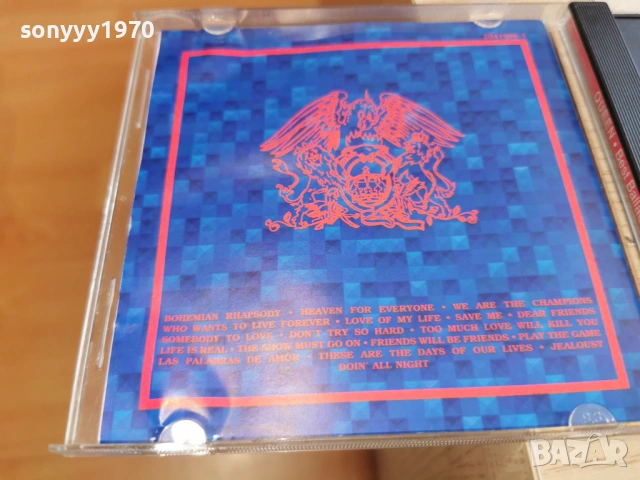 sonyyy1970
BOHEMIAN RHAPSODY • HEAVEN FOR EVERYONE • WE ARE THE CHAMPIONS
WHO WANTS TO LIVE FOREVER • LOVE OF MY LIFE • SAVE ME • DEAR FRIENDS
SOMEBODY TO LOVE • DON'T TRY SO HARD • TOO MUCH LOVE WILL KILL YOU
LIFE IS REAL • THE SHOW MUST GO ON • FRIENDS WILL BE FRIENDS • PLAY THE GAME
LAS PALABRAS DE AMOR • THESE ARE THE DAYS OF OUR LIVES • JEALOUSY
DOIN' ALL NIGHT
QUEEN • Best
BAZAR